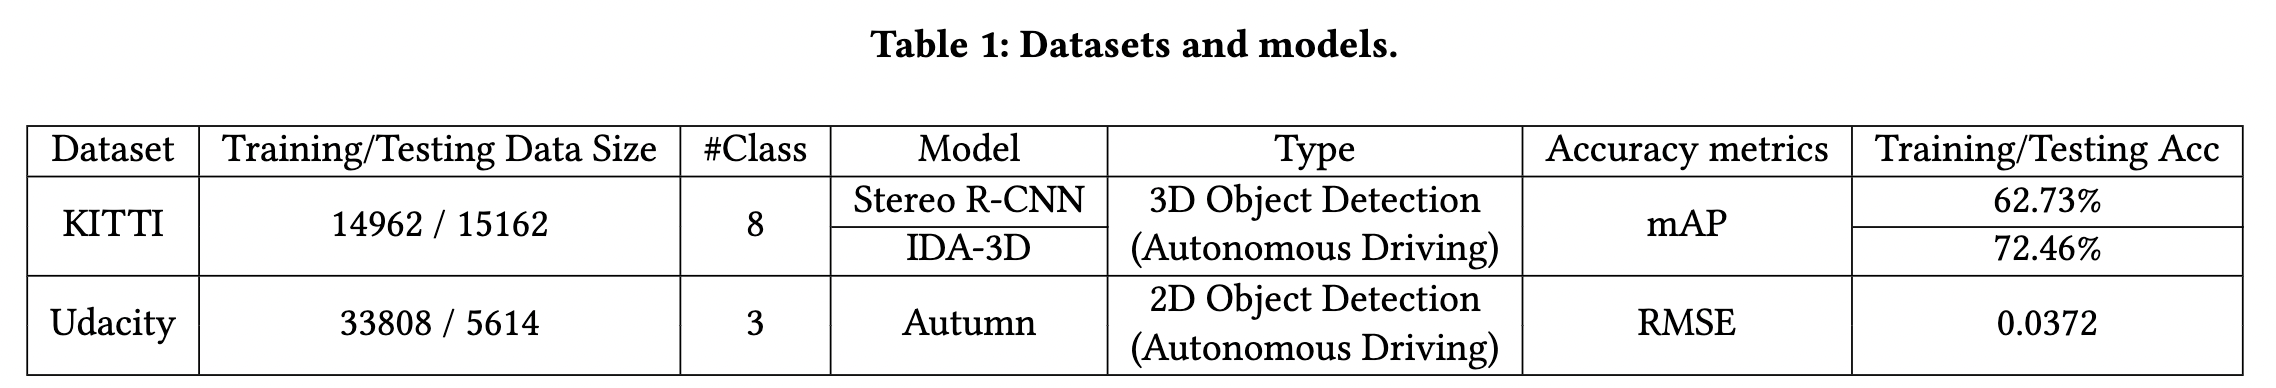 Table 1: Datasets and models.
Dataset Training/Testing Data Size #Class Model Type Accuracy metrics Training/Testing Acc
KITTI 14962 / 15162 8 Stereo R-CNN 3D Object Detection (Autonomous Driving) mAP 62.73%
IDA-3D 72.46%
Udacity 33808 / 5614 3 Autumn 2D Object Detection (Autonomous Driving) RMSE 0.0372